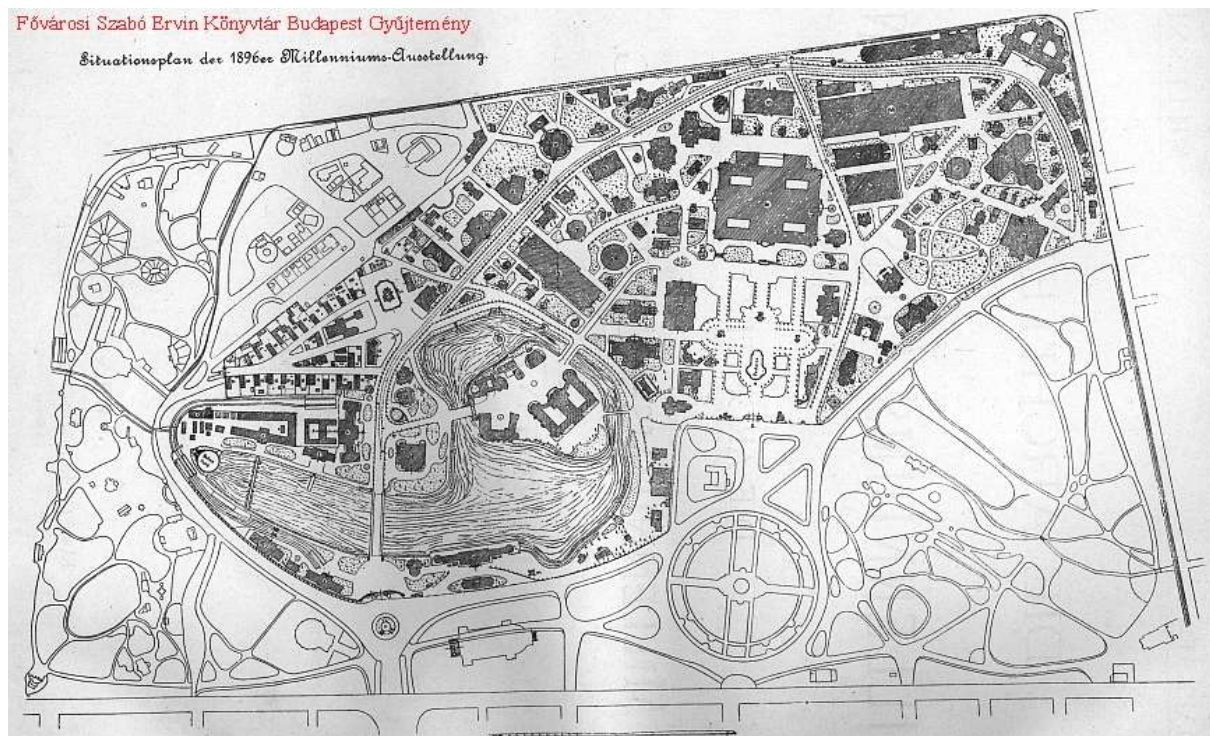 Fővárosi Szabó Ervin Könyvtár Budapest Gyűjtemény
Situationsplan der 1896er Millenniums-Ausstellung.